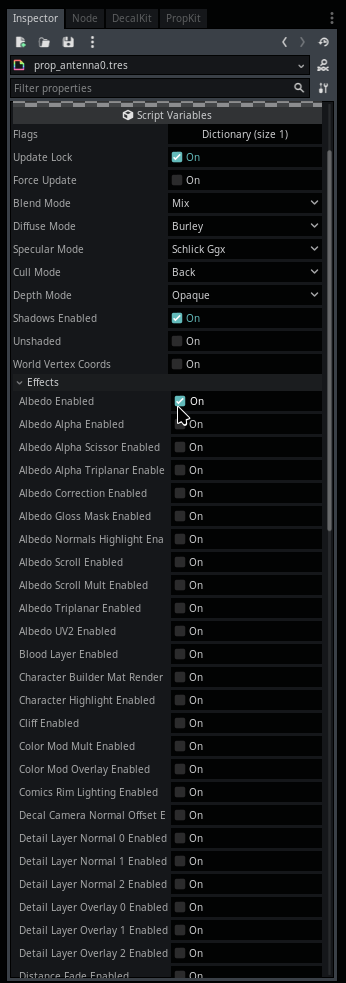 Inspector Node DecalKit PropKit
prop_antenna0.tres
Filter properties
Script Variables
Flags Dictionary (size 1)
Update Lock On
Force Update On
Blend Mode Mix
Diffuse Mode Burley
Specular Mode Schlick Ggx
Cull Mode Back
Depth Mode Opaque
Shadows Enabled On
Unshaded On
World Vertex Coords On
Effects
Albedo Enabled On
Albedo Alpha Enabled On
Albedo Alpha Scissor Enabled On
Albedo Alpha Triplanar Enable On
Albedo Correction Enabled On
Albedo Gloss Mask Enabled On
Albedo Normals Highlight Ena On
Albedo Scroll Enabled On
Albedo Scroll Mult Enabled On
Albedo Triplanar Enabled On
Albedo UV2 Enabled On
Blood Layer Enabled On
Character Builder Mat Render On
Character Highlight Enabled On
Cliff Enabled On
Color Mod Mult Enabled On
Color Mod Overlay Enabled On
Comics Rim Lighting Enabled On
Decal Camera Normal Offset E On
Detail Layer Normal 0 Enabled On
Detail Layer Normal 1 Enabled On
Detail Layer Normal 2 Enabled On
Detail Layer Overlay 0 Enabled On
Detail Layer Overlay 1 Enabled On
Detail Layer Overlay 2 Enabled On
Distance Fade Enabled On